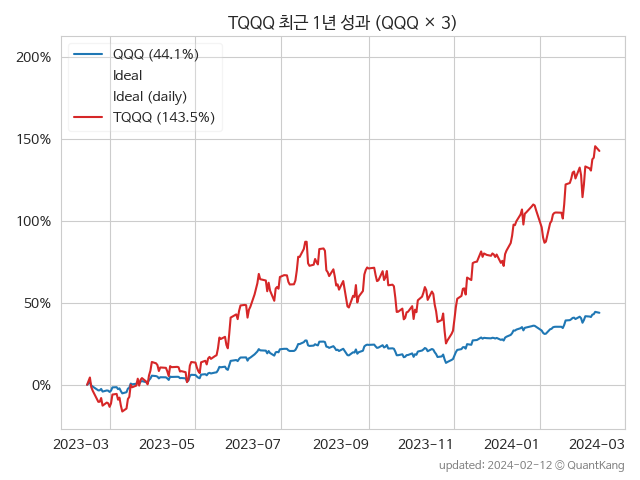 TQQQ 최근 1년 성과 (QQQ × 3)
QQQ (44.1%)
Ideal
Ideal (daily)
TQQQ (143.5%)
200%
150%
100%
50%
0%
2023-03 2023-05 2023-07 2023-09 2023-11 2024-01 2024-03
updated: 2024-02-12 © QuantKang